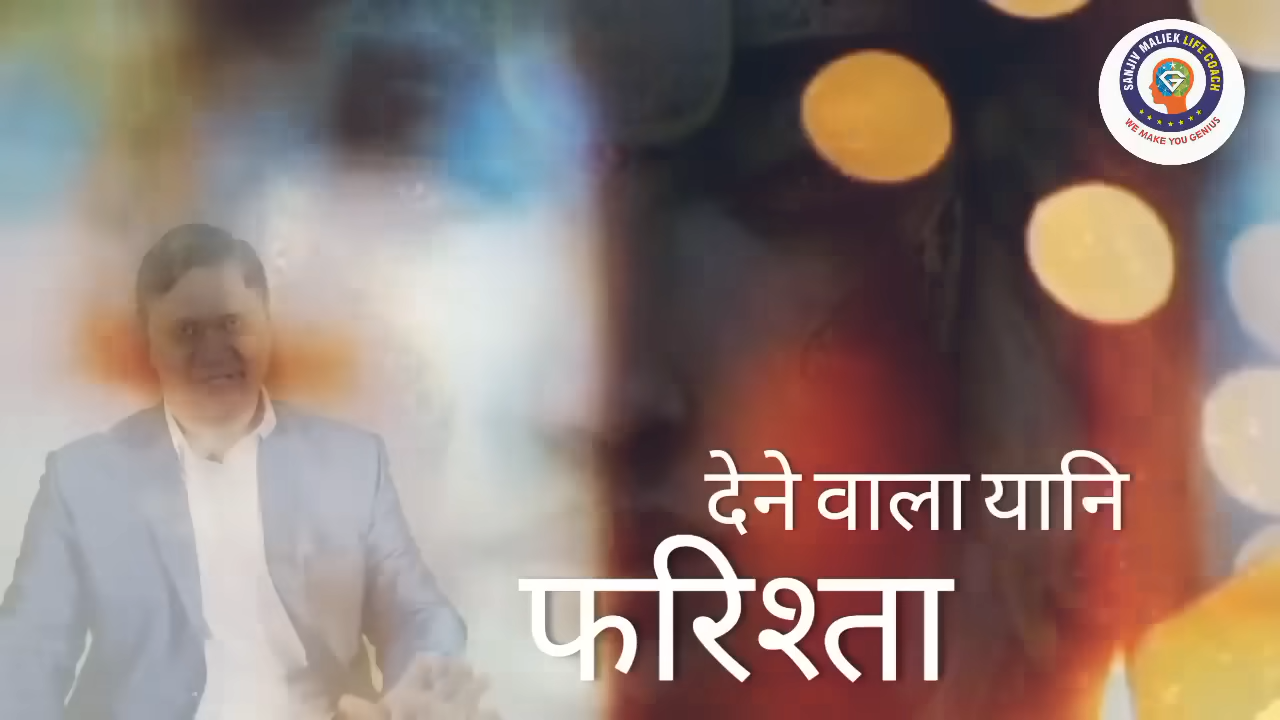 SANJIV MALIEK LIFE COACH
G
WE MAKE YOU GENIUS
देने वाला यानि
फरिश्ता